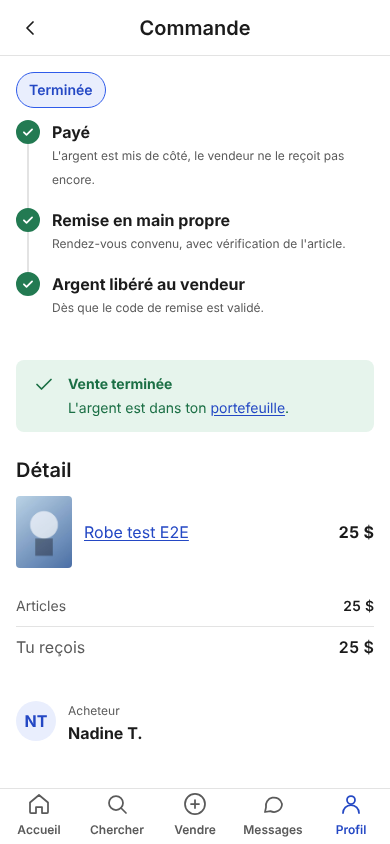 Commande
Terminée
Payé
L'argent est mis de côté, le vendeur ne le reçoit pas
encore.
Remise en main propre
Rendez-vous convenu, avec vérification de l'article.
Argent libéré au vendeur
Dès que le code de remise est validé.
Vente terminée
L'argent est dans ton portefeuille.
Détail
Robe test E2E 25 $
Articles 25 $
Tu reçois 25 $
Acheteur
NT Nadine T.
Accueil Chercher Vendre Messages Profil